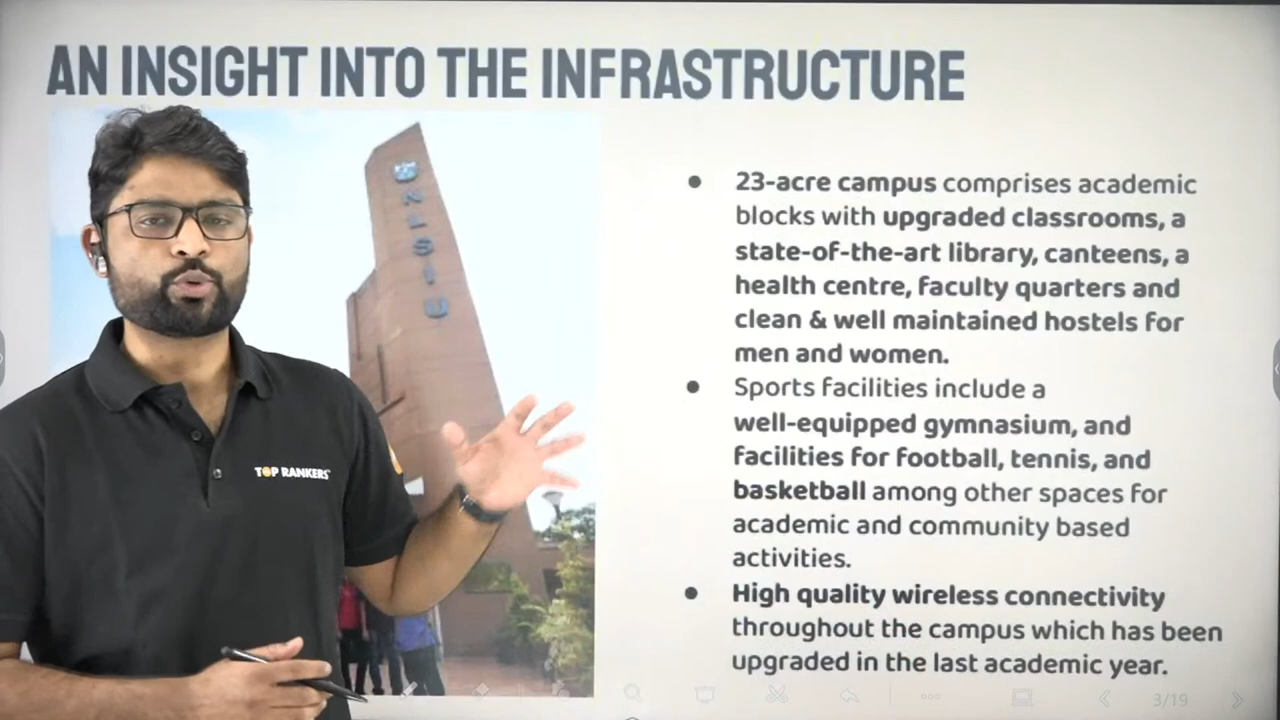 AN INSIGHT INTO THE INFRASTRUCTURE
NLSIU
TOP RANKERS
● 23-acre campus comprises academic
blocks with upgraded classrooms, a
state-of-the-art library, canteens, a
health centre, faculty quarters and
clean & well maintained hostels for
men and women.
● Sports facilities include a
well-equipped gymnasium, and
facilities for football, tennis, and
basketball among other spaces for
academic and community based
activities.
● High quality wireless connectivity
throughout the campus which has been
upgraded in the last academic year.
3/19